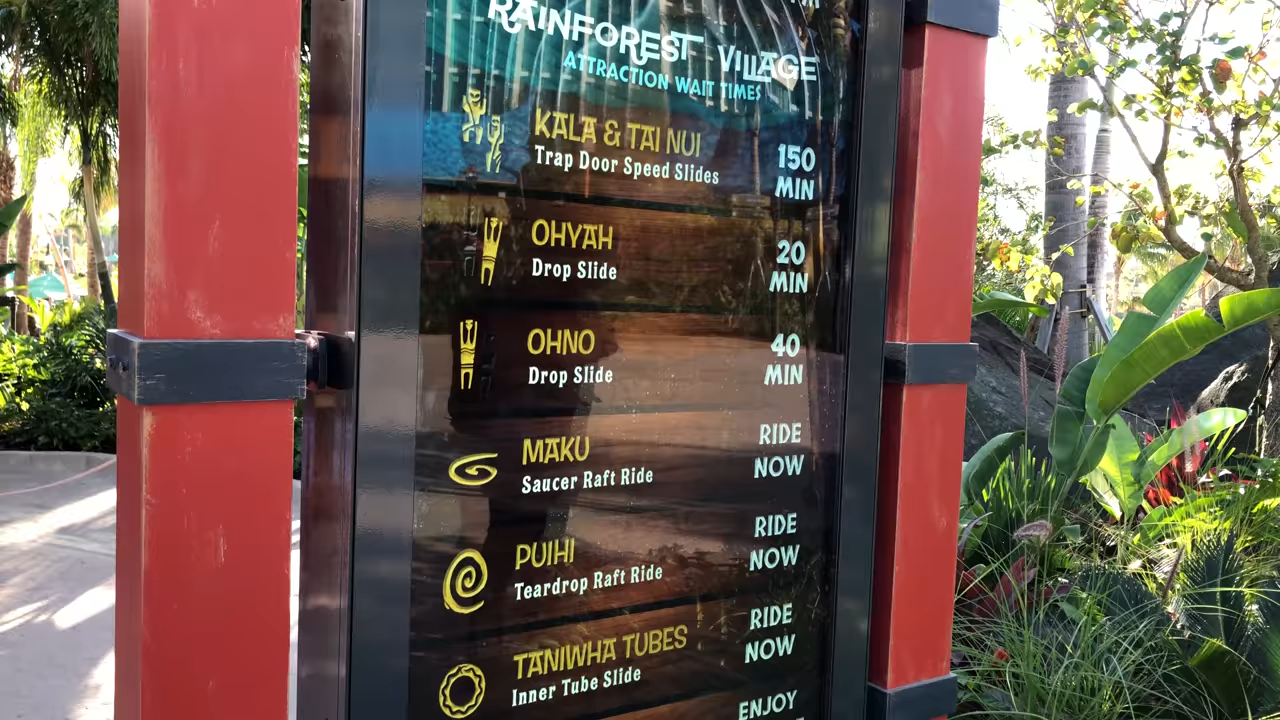 RAINFOREST VILLAGE
ATTRACTION WAIT TIMES
KALA & TAI NUI
Trap Door Speed Slides
150
MIN
OHYAH
Drop Slide
20
MIN
OHNO
Drop Slide
40
MIN
MAKU
Saucer Raft Ride
RIDE
NOW
PUIHI
Teardrop Raft Ride
RIDE
NOW
TANIWHA TUBES
Inner Tube Slide
RIDE
NOW
ENJOY